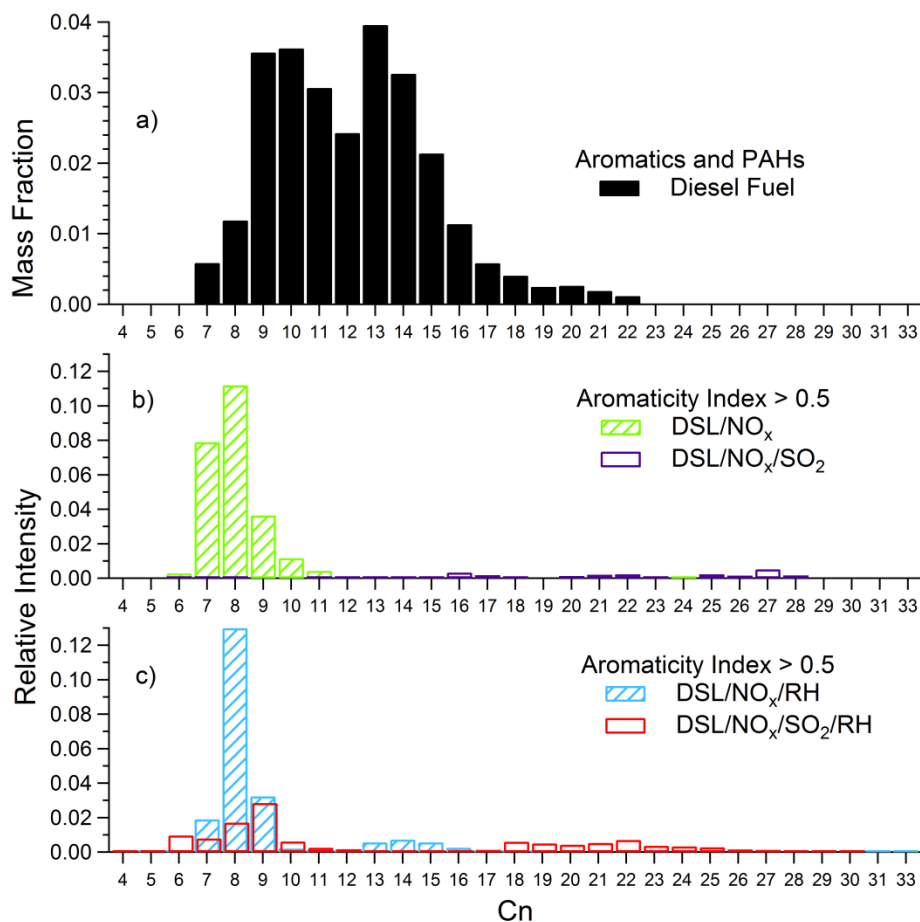 0.04
0.03
0.02
0.01
0.00
Mass Fraction
a)
Aromatics and PAHs
Diesel Fuel
4 5 6 7 8 9 10 11 12 13 14 15 16 17 18 19 20 21 22 23 24 25 26 27 28 29 30 31 33
0.12
0.10
0.08
0.06
0.04
0.02
0.00
b)
Aromaticity Index > 0.5
DSL/NOx
DSL/NOx/SO2
4 5 6 7 8 9 10 11 12 13 14 15 16 17 18 19 20 21 22 23 24 25 26 27 28 29 30 31 33
Relative Intensity
0.12
0.10
0.08
0.06
0.04
0.02
0.00
c)
Aromaticity Index > 0.5
DSL/NOx/RH
DSL/NOx/SO2/RH
4 5 6 7 8 9 10 11 12 13 14 15 16 17 18 19 20 21 22 23 24 25 26 27 28 29 30 31 33
Cn